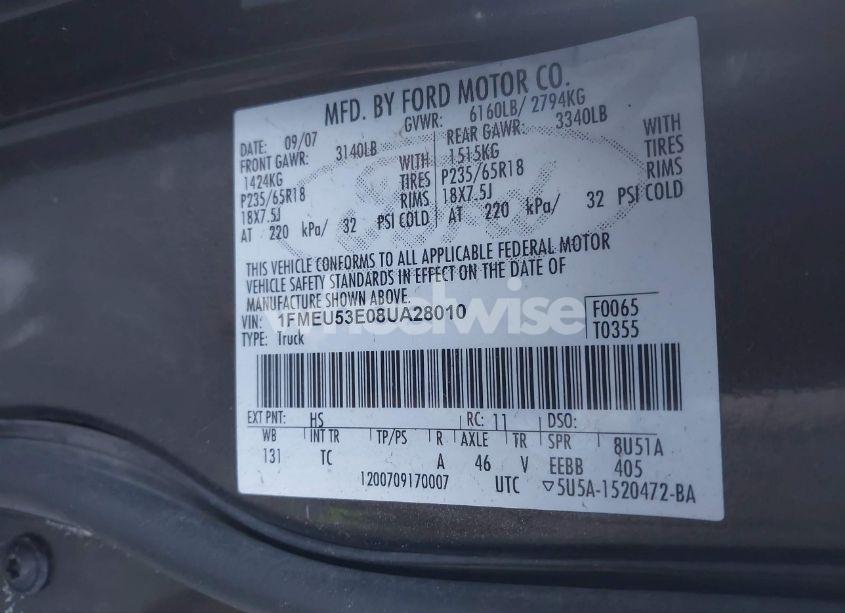 MFD. BY FORD MOTOR CO.
DATE: 09/07 GVWR: 6160LB/ 2794KG
FRONT GAWR: 3140LB REAR GAWR: 3340LB
1424KG WITH 1515KG WITH
P235/65R18 TIRES P235/65R18 TIRES
18X7.5J RIMS 18X7.5J RIMS
AT 220 kPa/ 32 PSI COLD AT 220 kPa/ 32 PSI COLD
THIS VEHICLE CONFORMS TO ALL APPLICABLE FEDERAL MOTOR
VEHICLE SAFETY STANDARDS IN EFFECT ON THE DATE OF
MANUFACTURE SHOWN ABOVE.
VIN: 1FMEU53E08UA28010 F0065
TYPE: Truck T0355
wheelwise
EXT PNT: HS RC: 11 DSO:
WB INT TR TP/PS R AXLE TR SPR 8U51A
131 TC A 46 V EEBB 405
1200709170007 UTC ▽5U5A-1520472-BA